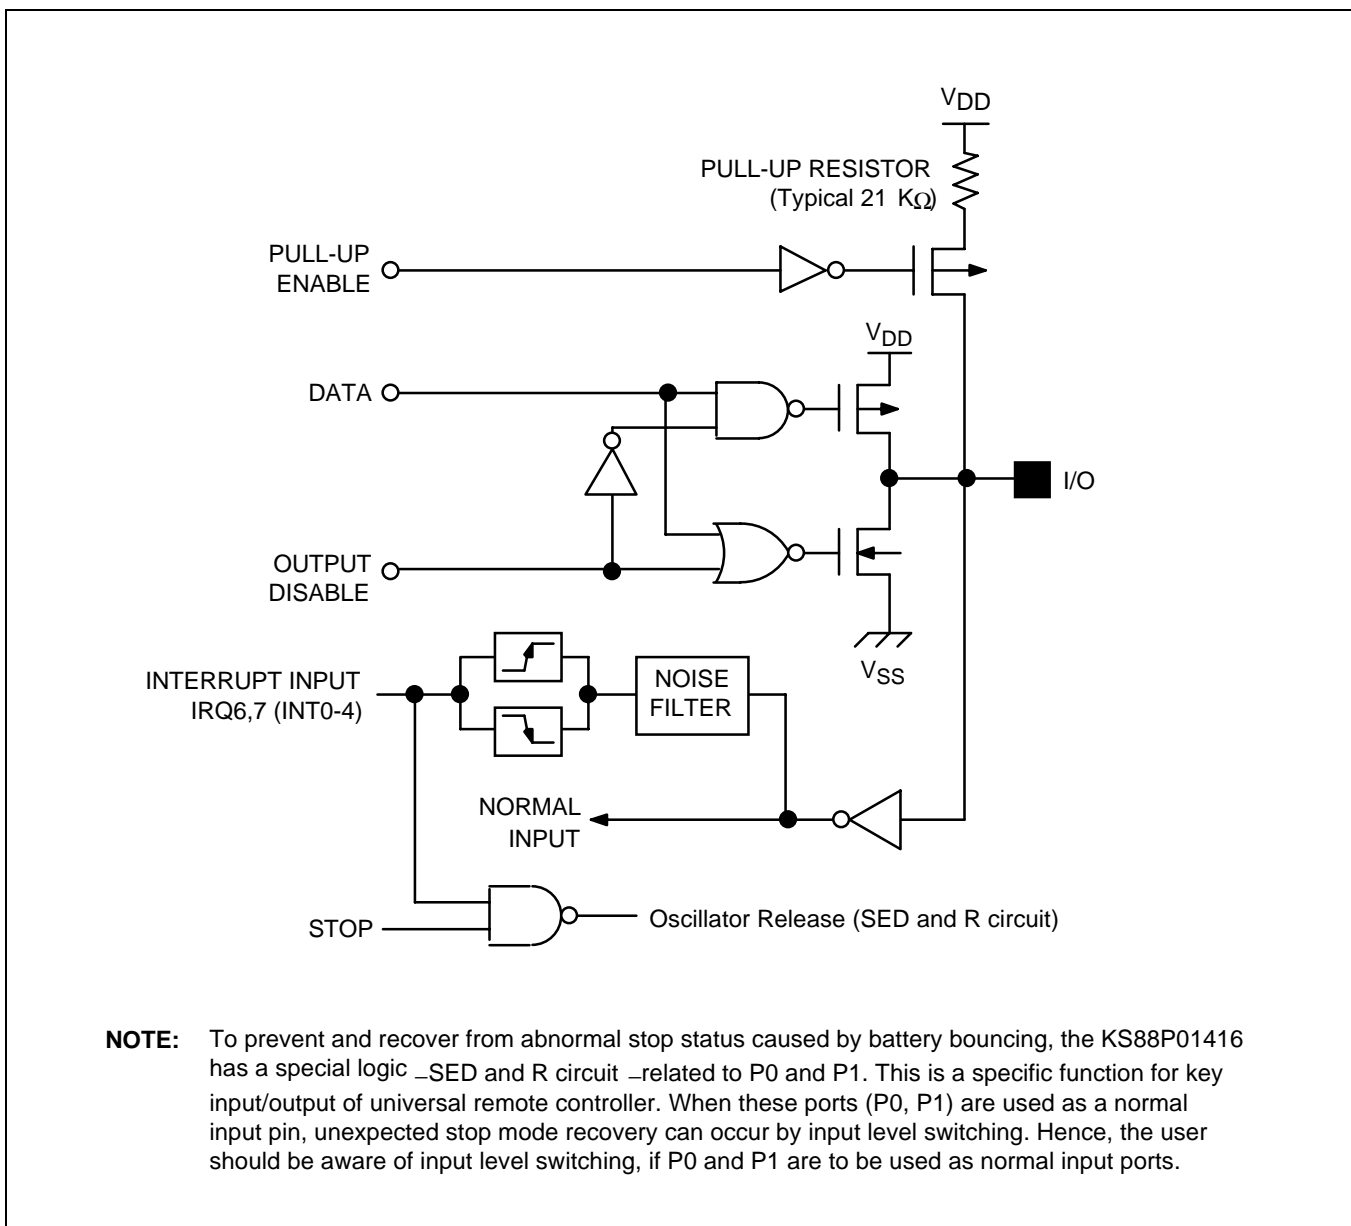 VDD
PULL-UP RESISTOR
(Typical 21 KΩ)
PULL-UP
ENABLE
VDD
DATA
I/O
OUTPUT
DISABLE
VSS
INTERRUPT INPUT
IRQ6,7 (INT0-4)
NOISE
FILTER
NORMAL
INPUT
STOP
Oscillator Release (SED and R circuit)
NOTE: To prevent and recover from abnormal stop status caused by battery bouncing, the KS88P01416
has a special logic –SED and R circuit –related to P0 and P1. This is a specific function for key
input/output of universal remote controller. When these ports (P0, P1) are used as a normal
input pin, unexpected stop mode recovery can occur by input level switching. Hence, the user
should be aware of input level switching, if P0 and P1 are to be used as normal input ports.